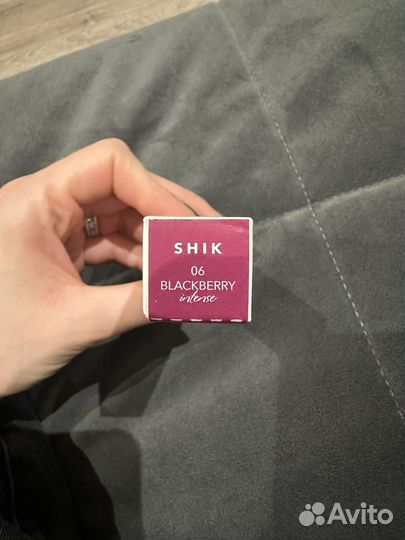 SHIK
06
BLACKBERRY
intense
Avito